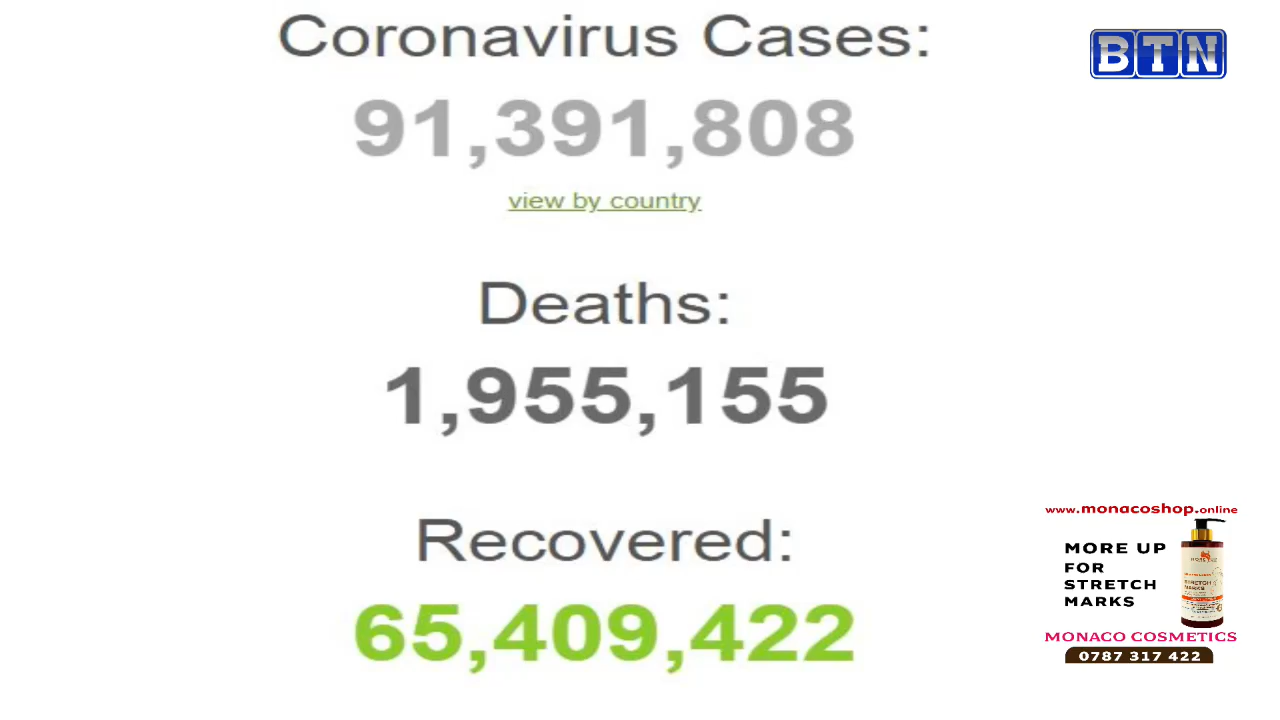 Coronavirus Cases:
91,391,808
view by country
Deaths:
1,955,155
Recovered:
65,409,422
BTN
www.monacoshop.online
MORE UP
FOR
STRETCH
MARKS
MONACO COSMETICS
0787 317 422